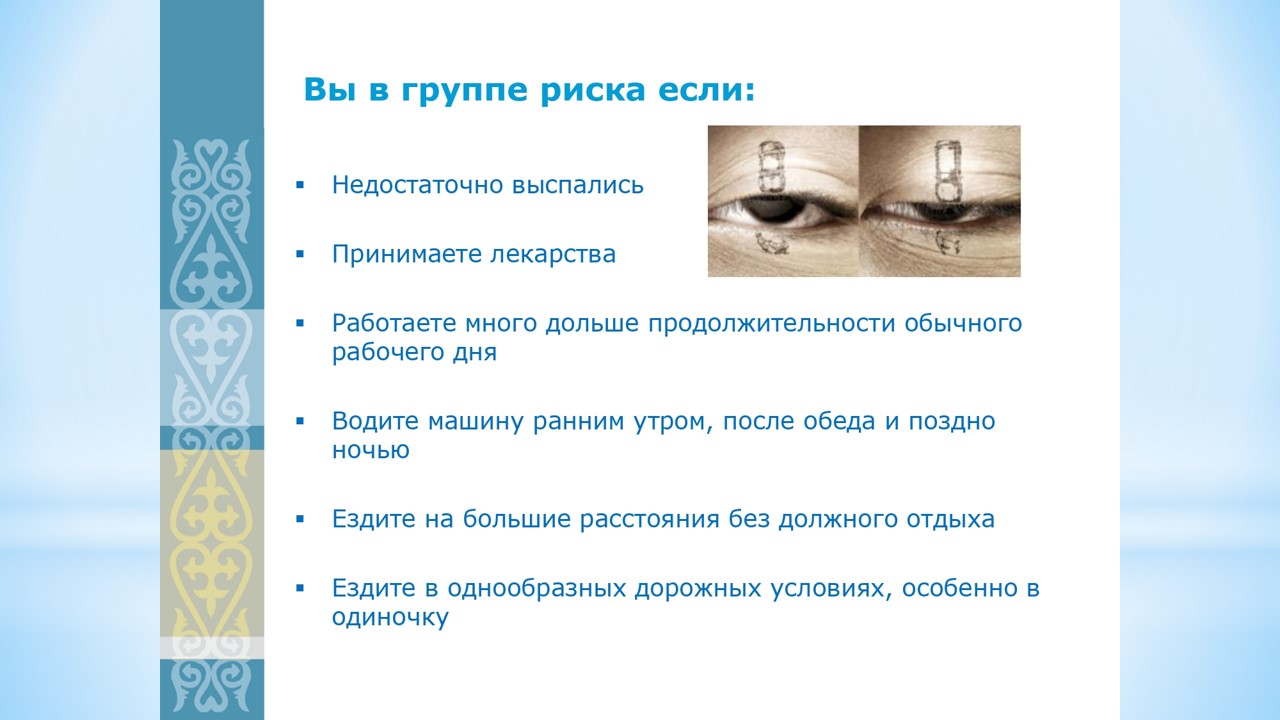 Вы в группе риска если:
▪ Недостаточно выспались
▪ Принимаете лекарства
▪ Работаете много дольше продолжительности обычного
рабочего дня
▪ Водите машину ранним утром, после обеда и поздно
ночью
▪ Ездите на большие расстояния без должного отдыха
▪ Ездите в однообразных дорожных условиях, особенно в
одиночку